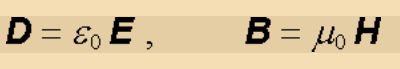 D = ε₀ E , B = μ₀ H